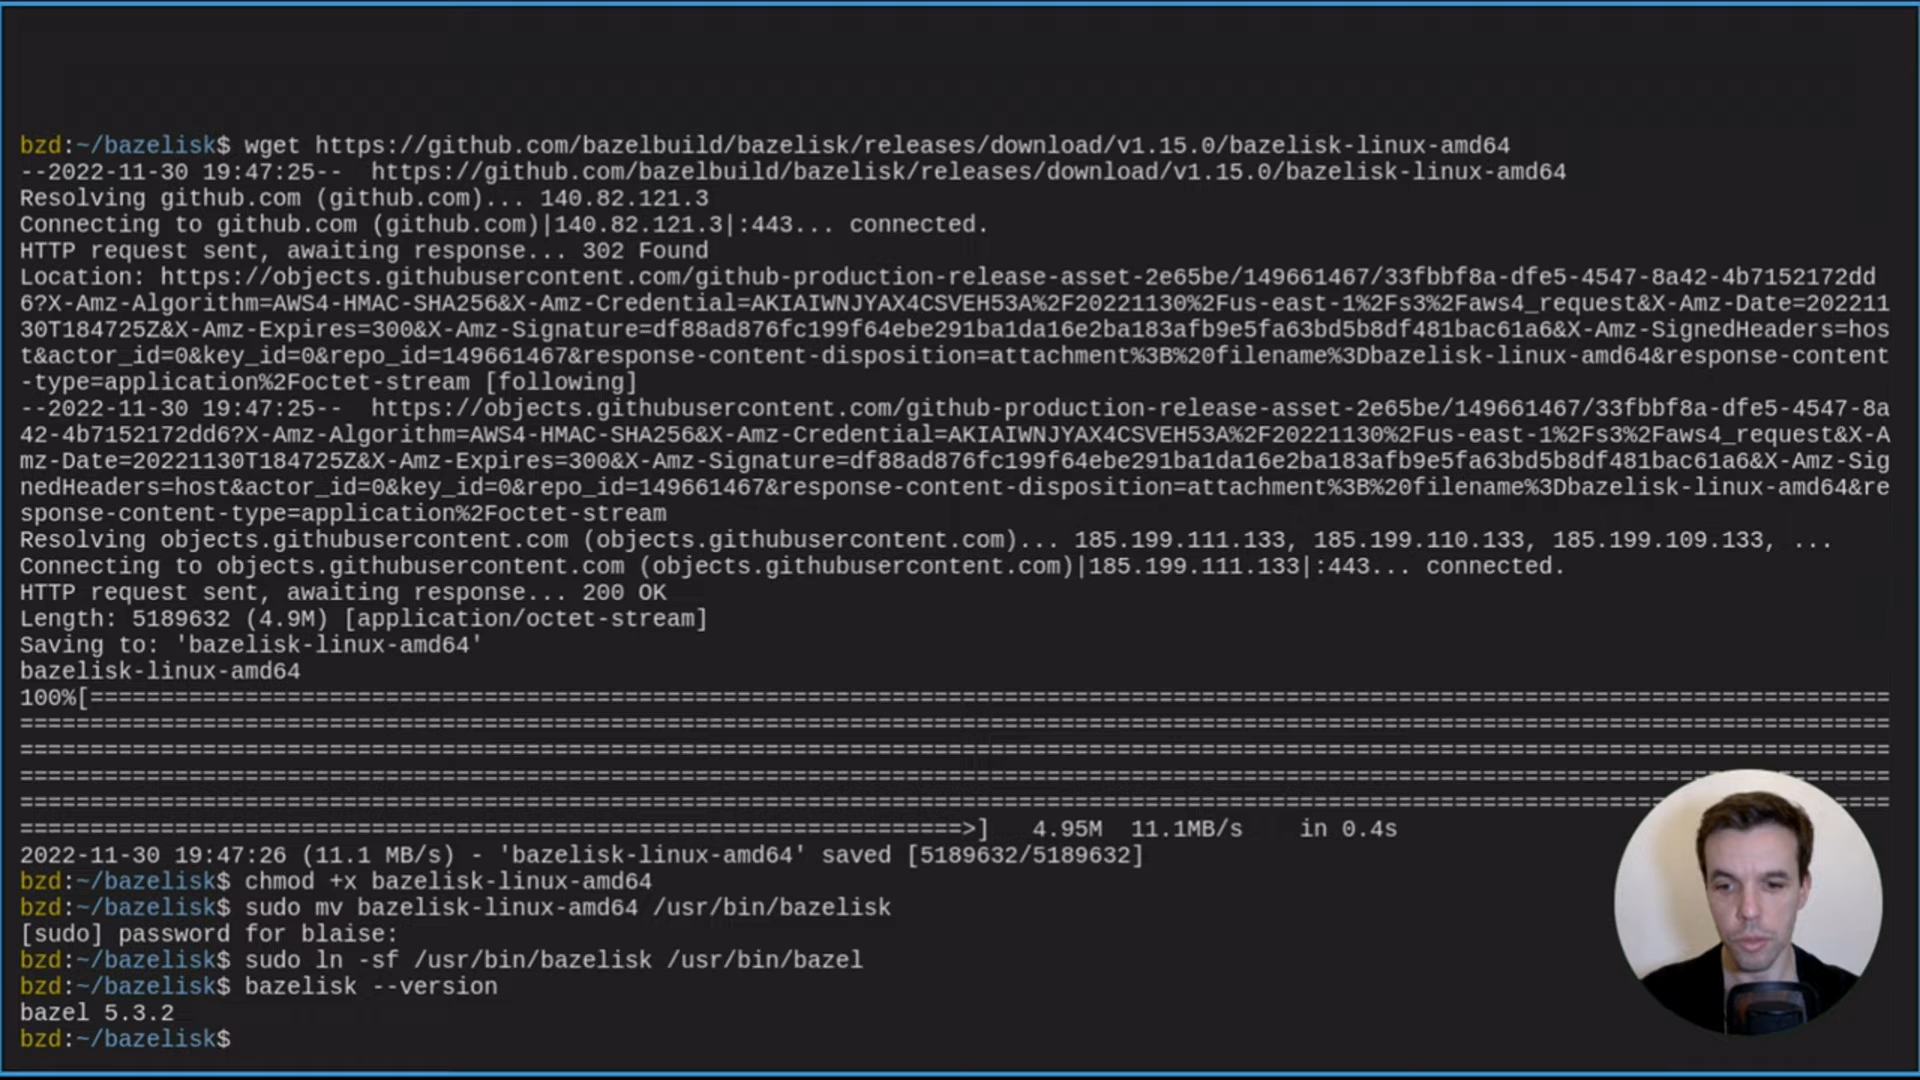 bzd:~/bazelisk$ wget https://github.com/bazelbuild/bazelisk/releases/download/v1.15.0/bazelisk-linux-amd64
--2022-11-30 19:47:25--  https://github.com/bazelbuild/bazelisk/releases/download/v1.15.0/bazelisk-linux-amd64
Resolving github.com (github.com)... 140.82.121.3
Connecting to github.com (github.com)|140.82.121.3|:443... connected.
HTTP request sent, awaiting response... 302 Found
Location: https://objects.githubusercontent.com/github-production-release-asset-2e65be/149661467/33fbbf8a-dfe5-4547-8a42-4b7152172dd
6?X-Amz-Algorithm=AWS4-HMAC-SHA256&X-Amz-Credential=AKIAIWNJYAX4CSVEH53A%2F20221130%2Fus-east-1%2Fs3%2Faws4_request&X-Amz-Date=202211
30T184725Z&X-Amz-Expires=300&X-Amz-Signature=df88ad876fc199f64ebe291ba1da16e2ba183afb9e5fa63bd5b8df481bac61a6&X-Amz-SignedHeaders=hos
t&actor_id=0&key_id=0&repo_id=149661467&response-content-disposition=attachment%3B%20filename%3Dbazelisk-linux-amd64&response-content
-type=application%2Foctet-stream [following]
--2022-11-30 19:47:25--  https://objects.githubusercontent.com/github-production-release-asset-2e65be/149661467/33fbbf8a-dfe5-4547-8a
42-4b7152172dd6?X-Amz-Algorithm=AWS4-HMAC-SHA256&X-Amz-Credential=AKIAIWNJYAX4CSVEH53A%2F20221130%2Fus-east-1%2Fs3%2Faws4_request&X-A
mz-Date=20221130T184725Z&X-Amz-Expires=300&X-Amz-Signature=df88ad876fc199f64ebe291ba1da16e2ba183afb9e5fa63bd5b8df481bac61a6&X-Amz-Sig
nedHeaders=host&actor_id=0&key_id=0&repo_id=149661467&response-content-disposition=attachment%3B%20filename%3Dbazelisk-linux-amd64&re
sponse-content-type=application%2Foctet-stream
Resolving objects.githubusercontent.com (objects.githubusercontent.com)... 185.199.111.133, 185.199.110.133, 185.199.109.133, ...
Connecting to objects.githubusercontent.com (objects.githubusercontent.com)|185.199.111.133|:443... connected.
HTTP request sent, awaiting response... 200 OK
Length: 5189632 (4.9M) [application/octet-stream]
Saving to: 'bazelisk-linux-amd64'
bazelisk-linux-amd64
100%[================================================================================================================================
=====================================================================================================================================
=====================================================================================================================================
=====================================================================================================================================
=====================================================================================================================================
===================================================================>]   4.95M  11.1MB/s    in 0.4s
2022-11-30 19:47:26 (11.1 MB/s) - 'bazelisk-linux-amd64' saved [5189632/5189632]
bzd:~/bazelisk$ chmod +x bazelisk-linux-amd64
bzd:~/bazelisk$ sudo mv bazelisk-linux-amd64 /usr/bin/bazelisk
[sudo] password for blaise:
bzd:~/bazelisk$ sudo ln -sf /usr/bin/bazelisk /usr/bin/bazel
bzd:~/bazelisk$ bazelisk --version
bazel 5.3.2
bzd:~/bazelisk$